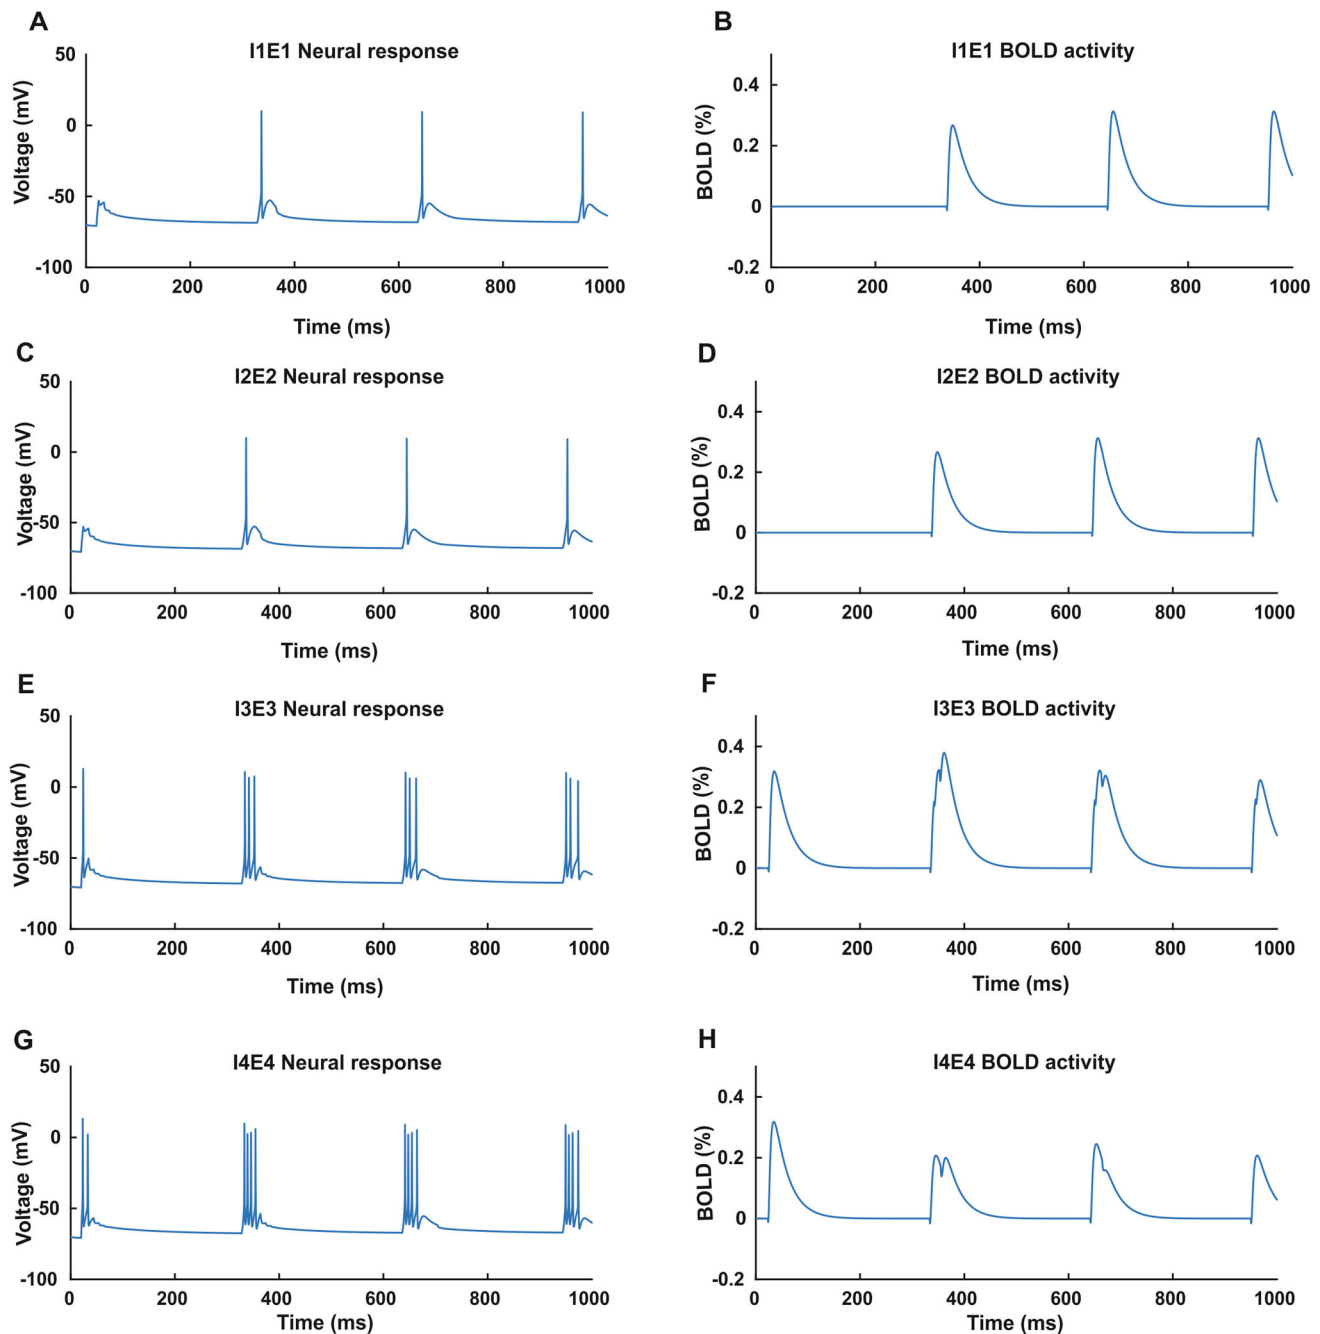 A
I1E1 Neural response
50
0
-50
-100
Voltage (mV)
0 200 400 600 800 1000
Time (ms)
B
I1E1 BOLD activity
0.4
0.2
0
-0.2
BOLD (%)
0 200 400 600 800 1000
Time (ms)
C
I2E2 Neural response
50
0
-50
-100
Voltage (mV)
0 200 400 600 800 1000
Time (ms)
D
I2E2 BOLD activity
0.4
0.2
0
-0.2
BOLD (%)
0 200 400 600 800 1000
Time (ms)
E
I3E3 Neural response
50
0
-50
-100
Voltage (mV)
0 200 400 600 800 1000
Time (ms)
F
I3E3 BOLD activity
0.4
0.2
0
-0.2
BOLD (%)
0 200 400 600 800 1000
Time (ms)
G
I4E4 Neural response
50
0
-50
-100
Voltage (mV)
0 200 400 600 800 1000
Time (ms)
H
I4E4 BOLD activity
0.4
0.2
0
-0.2
BOLD (%)
0 200 400 600 800 1000
Time (ms)